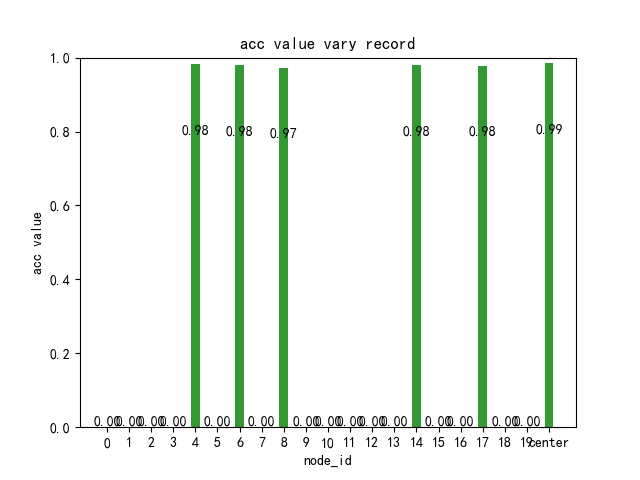 acc value vary record
1.0
0.8
0.6
0.4
0.2
0.0
acc value
0.98 0.98 0.97 0.98 0.98 0.99
0.00 0.00 0.00 0.00 0.00 0.00 0.00 0.00 0.00 0.00 0.00 0.00 0.00 0.00 0.00
0 1 2 3 4 5 6 7 8 9 10 11 12 13 14 15 16 17 18 19 center
node_id